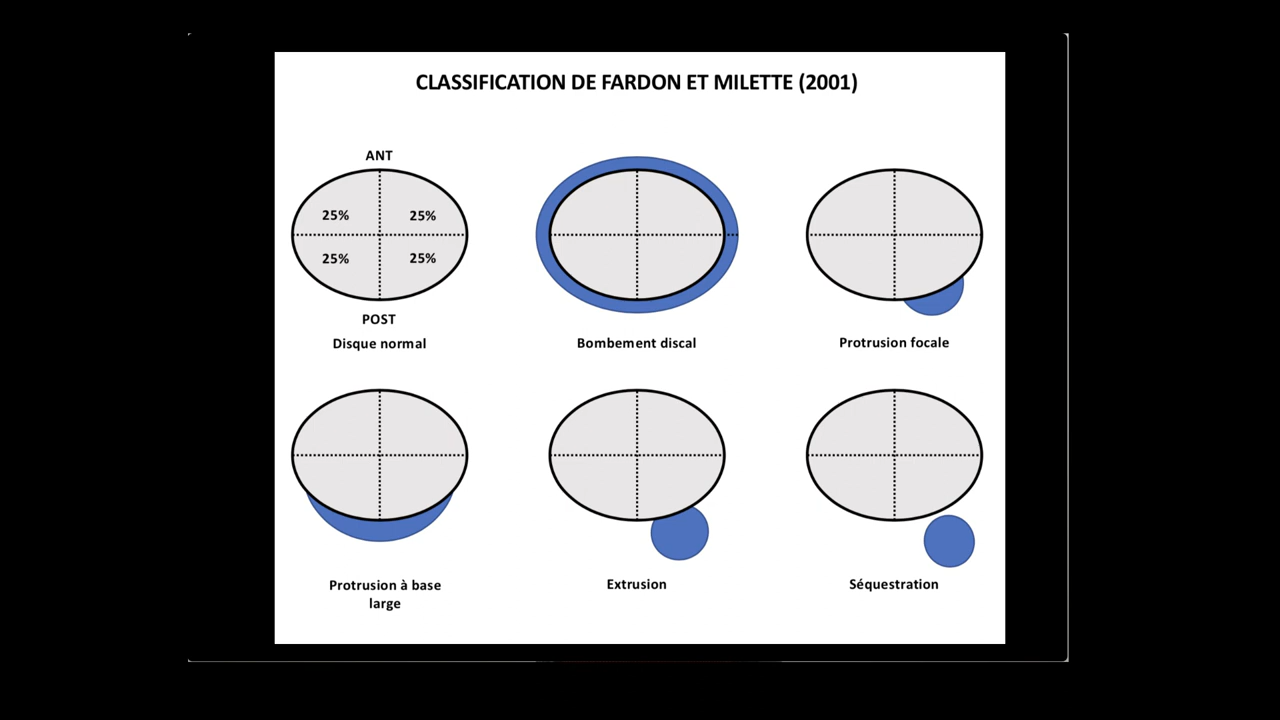 CLASSIFICATION DE FARDON ET MILETTE (2001)
ANT
25% 25%
25% 25%
POST
Disque normal
Bombement discal
Protrusion focale
Protrusion à base
large
Extrusion
Séquestration